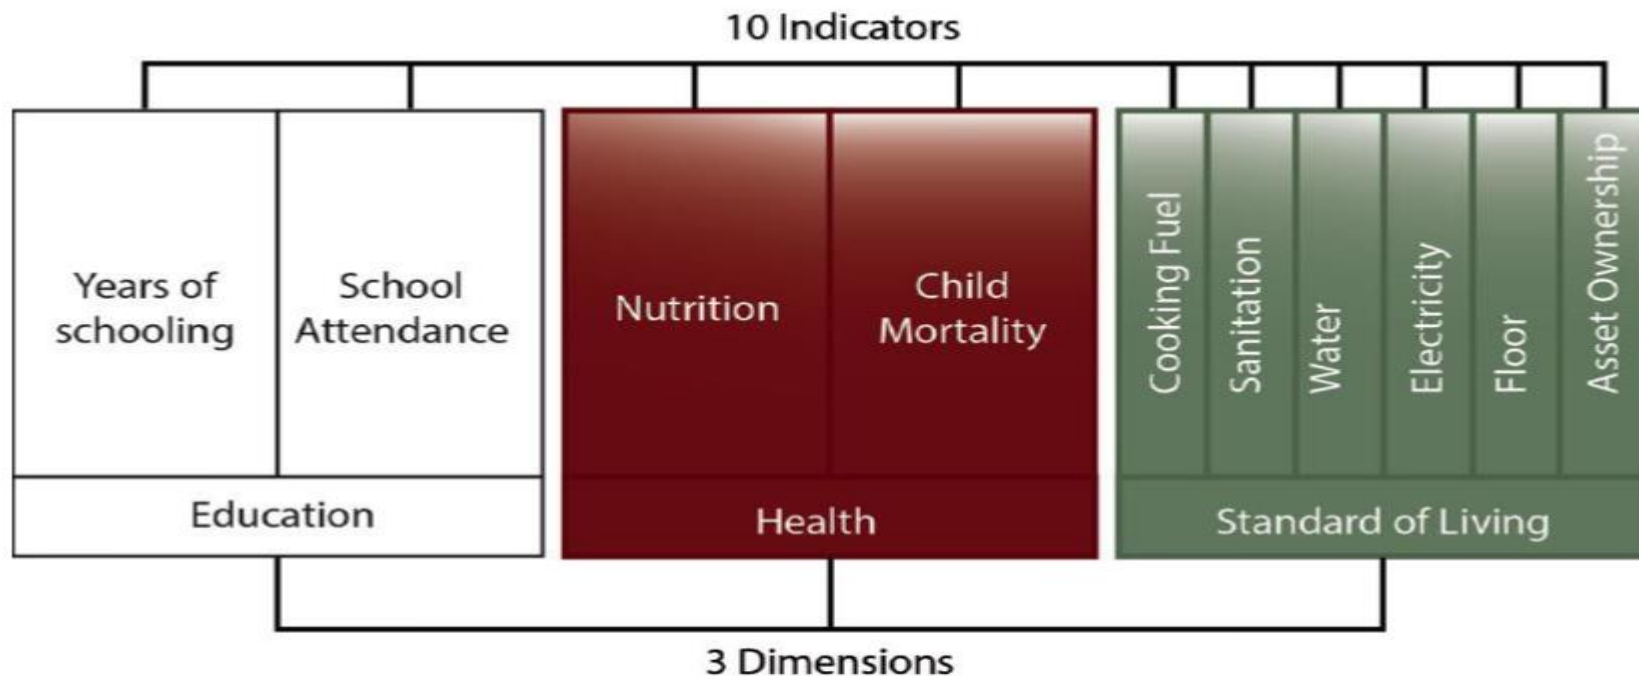 10 Indicators
Years of
schooling
School
Attendance
Nutrition
Child
Mortality
Cooking Fuel
Sanitation
Water
Electricity
Floor
Asset Ownership
Education
Health
Standard of Living
3 Dimensions